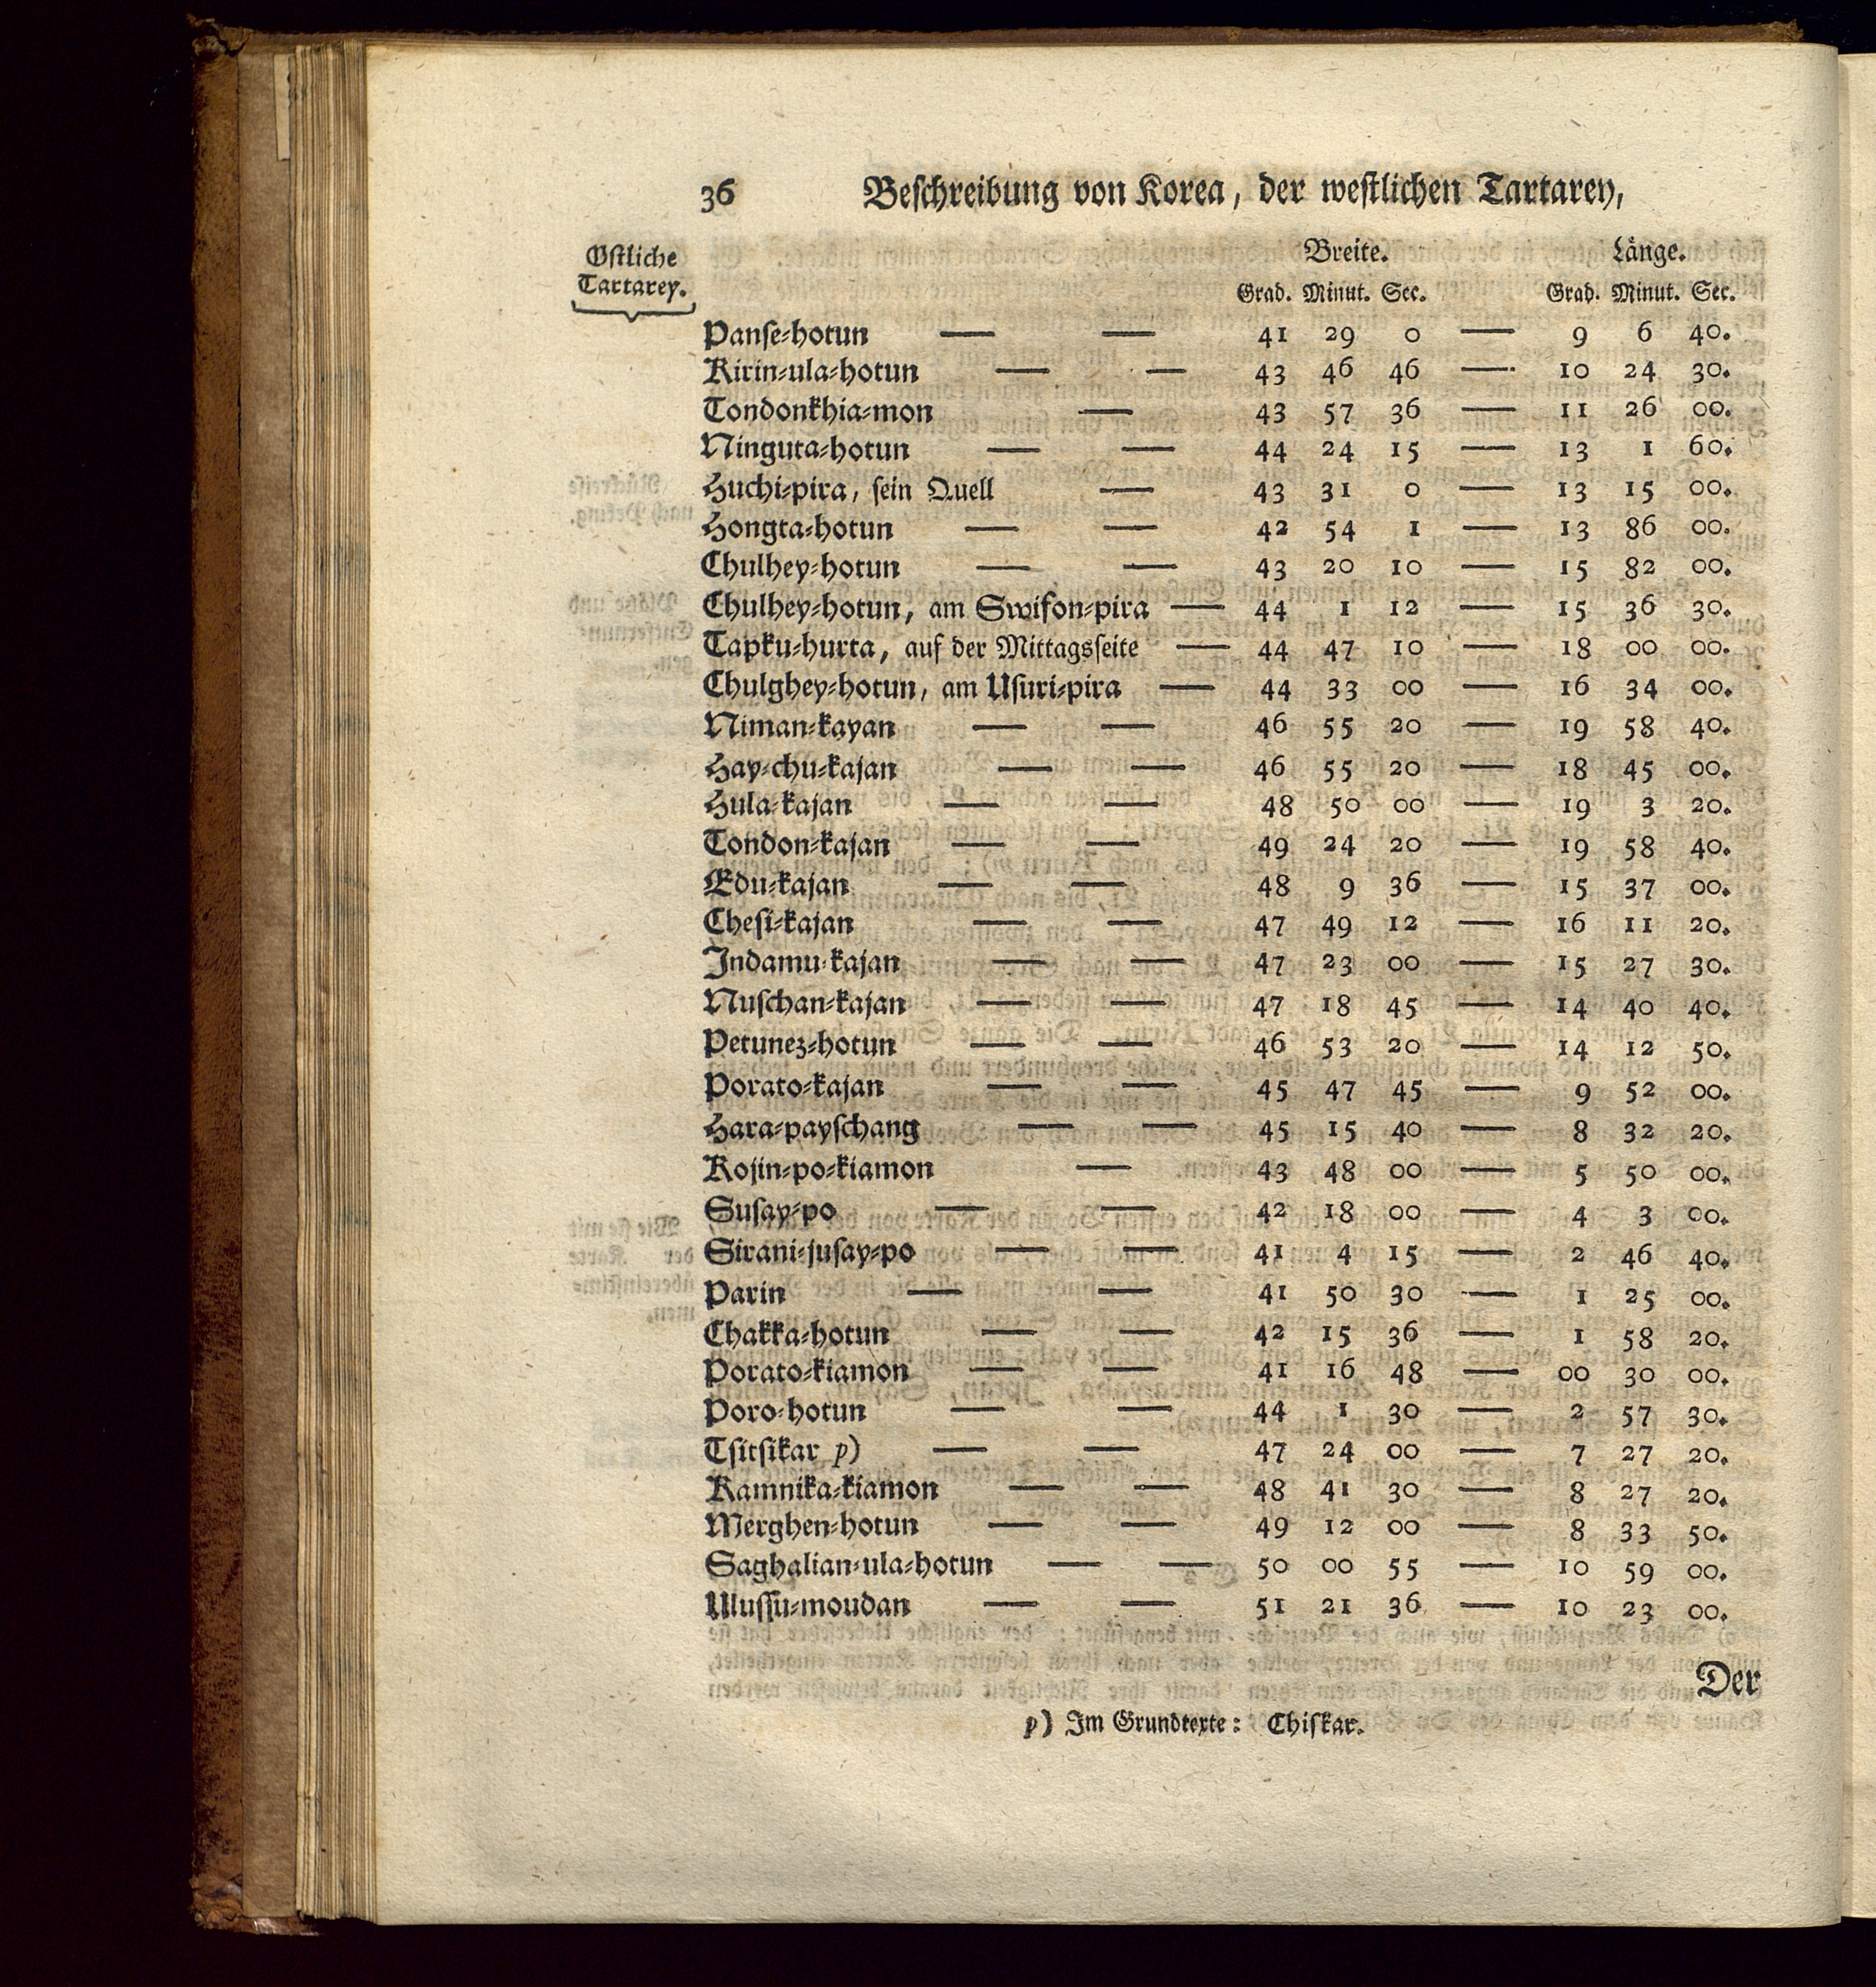 36 Beſchreibung von Korea, der weſtlichen Tartarey,
Oſtliche
Tartarey.
Breite. Länge.
Grad. Minut. Sec. Grad. Minut. Sec.
Panſe-hotun — — 41 29 0 — 9 6 40.
Kirin-ula-hotun — — 43 46 46 — 10 24 30.
Tondonkhia-mon — 43 57 36 — 11 26 00.
Ninguta-hotun — — 44 24 15 — 13 1 60.
Huchi-pira, ſein Quell — 43 31 0 — 13 15 00.
Hongta-hotun — — 42 54 1 — 13 86 00.
Chulhey-hotun — — 43 20 10 — 15 82 00.
Chulhey-hotun, am Swifon-pira — 44 1 12 — 15 36 30.
Tapku-hurta, auf der Mittagsſeite — 44 47 10 — 18 00 00.
Chulghey-hotun, am Uſuri-pira — 44 33 00 — 16 34 00.
Niman-kayan — — 46 55 20 — 19 58 40.
Hay-chu-kajan — — 46 55 20 — 18 45 00.
Hula-kajan — — 48 50 00 — 19 3 20.
Tondon-kajan — — 49 24 20 — 19 58 40.
Edu-kajan — — 48 9 36 — 15 37 00.
Cheſi-kajan — — 47 49 12 — 16 11 20.
Indamu-kajan — — 47 23 00 — 15 27 30.
Nuſchan-kajan — — 47 18 45 — 14 40 40.
Petunez-hotun — — 46 53 20 — 14 12 50.
Porato-kajan — — 45 47 45 — 9 52 00.
Hara-payſchang — — 45 15 40 — 8 32 20.
Kojin-po-kiamon — 43 48 00 — 5 50 00.
Suſay-po — — 42 18 00 — 4 3 00.
Sirani-juſay-po — — 41 4 15 — 2 46 40.
Parin — — 41 50 30 — 1 25 00.
Chakka-hotun — — 42 15 36 — 1 58 20.
Porato-kiamon — — 41 16 48 — 00 30 00.
Poro-hotun — — 44 1 30 — 2 57 30.
Tſitſikar p) — — 47 24 00 — 7 27 20.
Kamnika-kiamon — — 48 41 30 — 8 27 20.
Merghen-hotun — — 49 12 00 — 8 33 50.
Saghalian-ula-hotun — — 50 00 55 — 10 59 00.
Uluſſu-moudan — — 51 21 36 — 10 23 00.
Der
p) Im Grundtexte: Chiſkar.